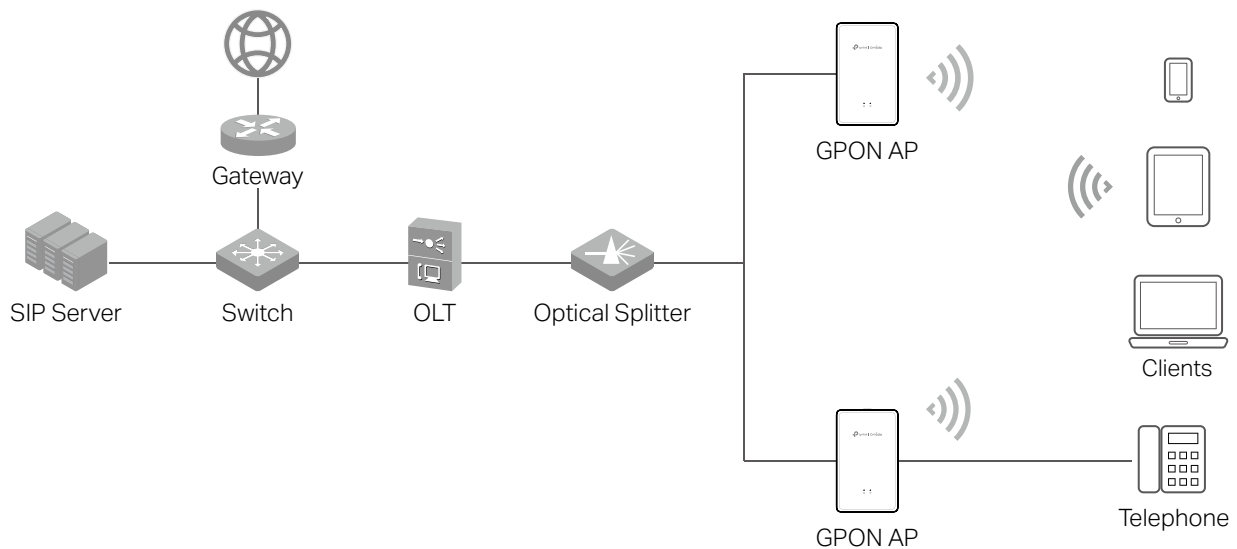 GPON AP
Gateway
SIP Server
Switch
OLT
Optical Splitter
Clients
Telephone
GPON AP